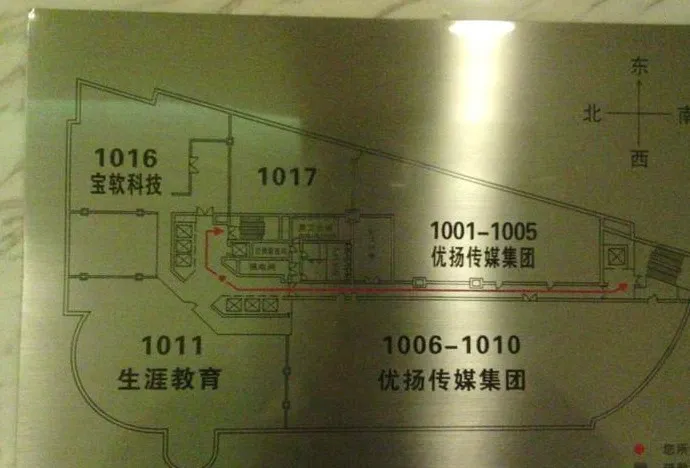 东
北
南
西
1016
宝软科技
1017
1001-1005
优扬传媒集团
1011
生涯教育
1006-1010
优扬传媒集团